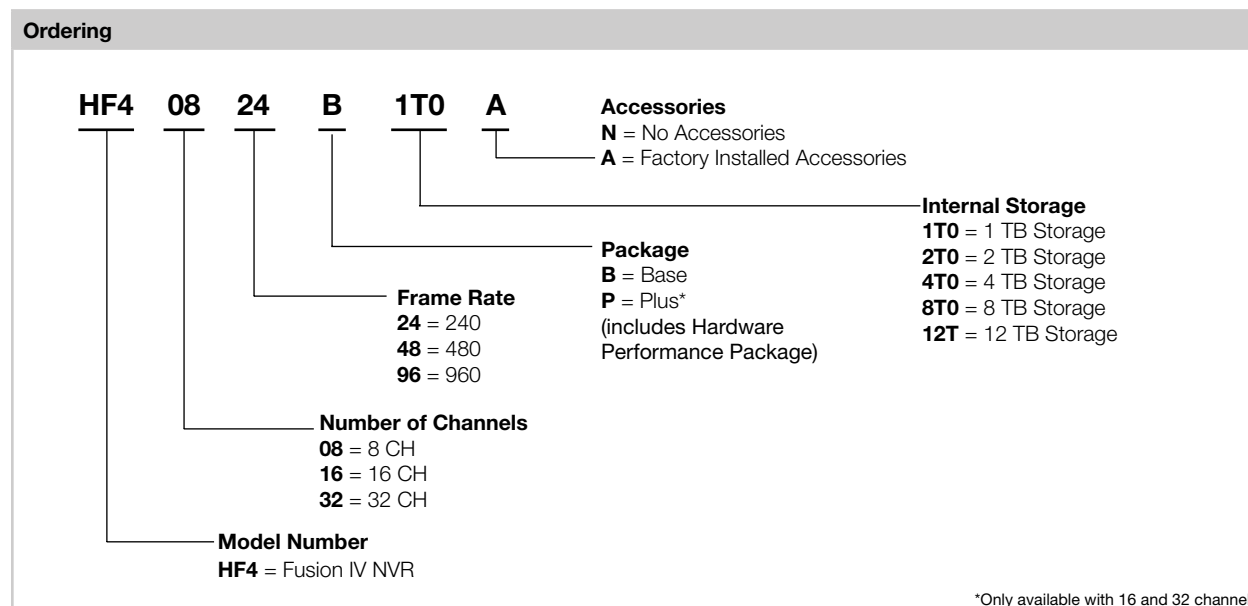 Ordering
HF4 08 24 B 1T0 A
Accessories
N = No Accessories
A = Factory Installed Accessories
Internal Storage
1T0 = 1 TB Storage
2T0 = 2 TB Storage
4T0 = 4 TB Storage
8T0 = 8 TB Storage
12T = 12 TB Storage
Package
B = Base
P = Plus*
(includes Hardware
Performance Package)
Frame Rate
24 = 240
48 = 480
96 = 960
Number of Channels
08 = 8 CH
16 = 16 CH
32 = 32 CH
Model Number
HF4 = Fusion IV NVR
*Only available with 16 and 32 channe